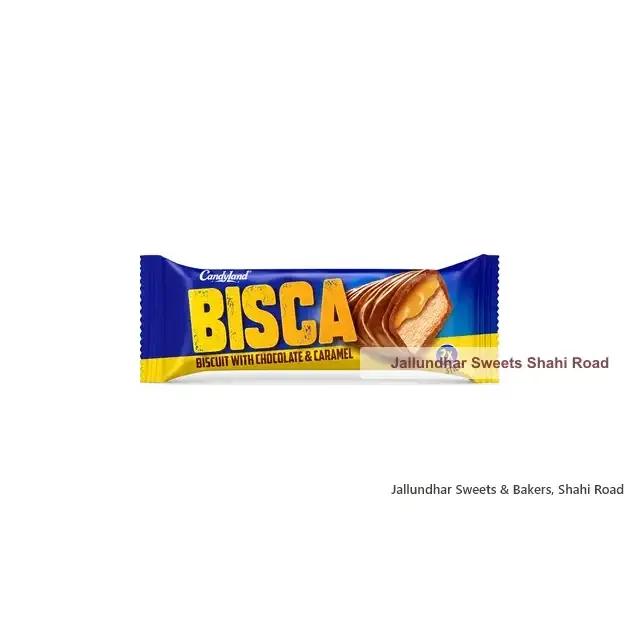 Candyland
BISCA
BISCUIT WITH CHOCOLATE & CARAMEL
Jallundhar Sweets Shahi Road
Jallundhar Sweets & Bakers, Shahi Road